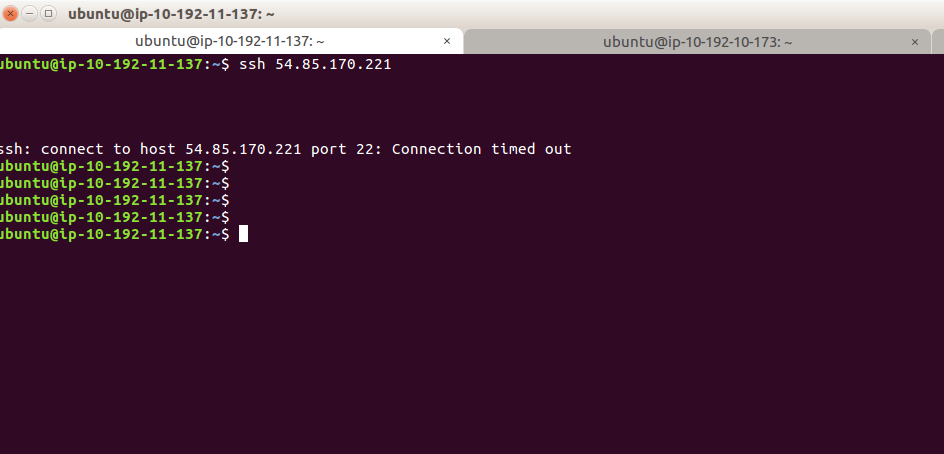 ubuntu@ip-10-192-11-137: ~
ubuntu@ip-10-192-11-137: ~ ×
ubuntu@ip-10-192-10-173: ~ ×
ubuntu@ip-10-192-11-137:~$ ssh 54.85.170.221
ssh: connect to host 54.85.170.221 port 22: Connection timed out
ubuntu@ip-10-192-11-137:~$
ubuntu@ip-10-192-11-137:~$
ubuntu@ip-10-192-11-137:~$
ubuntu@ip-10-192-11-137:~$
ubuntu@ip-10-192-11-137:~$